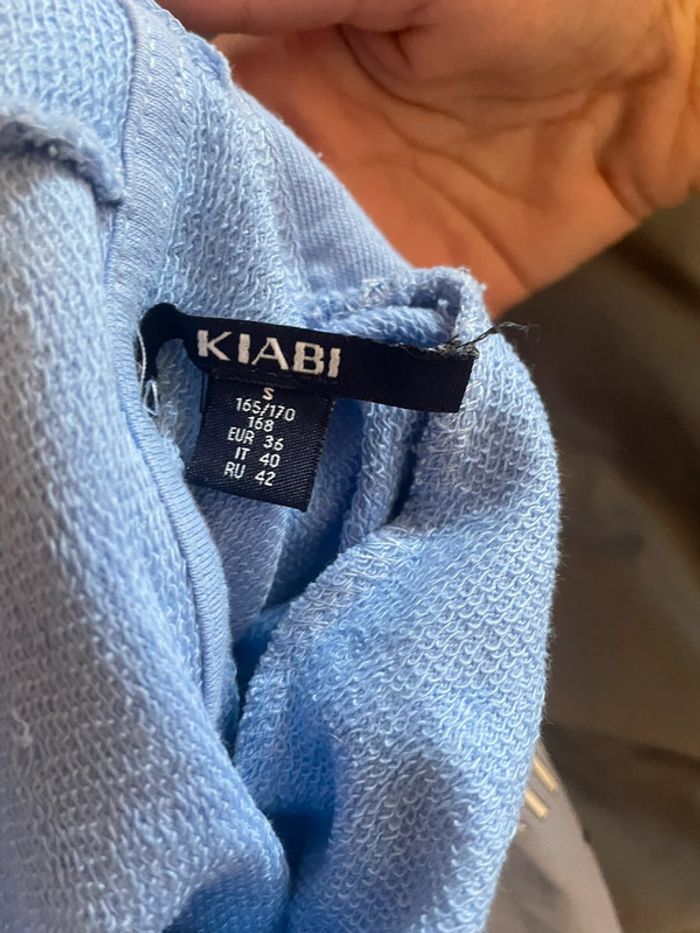 KIABI
S
165/170
168
EUR 36
IT 40
RU 42